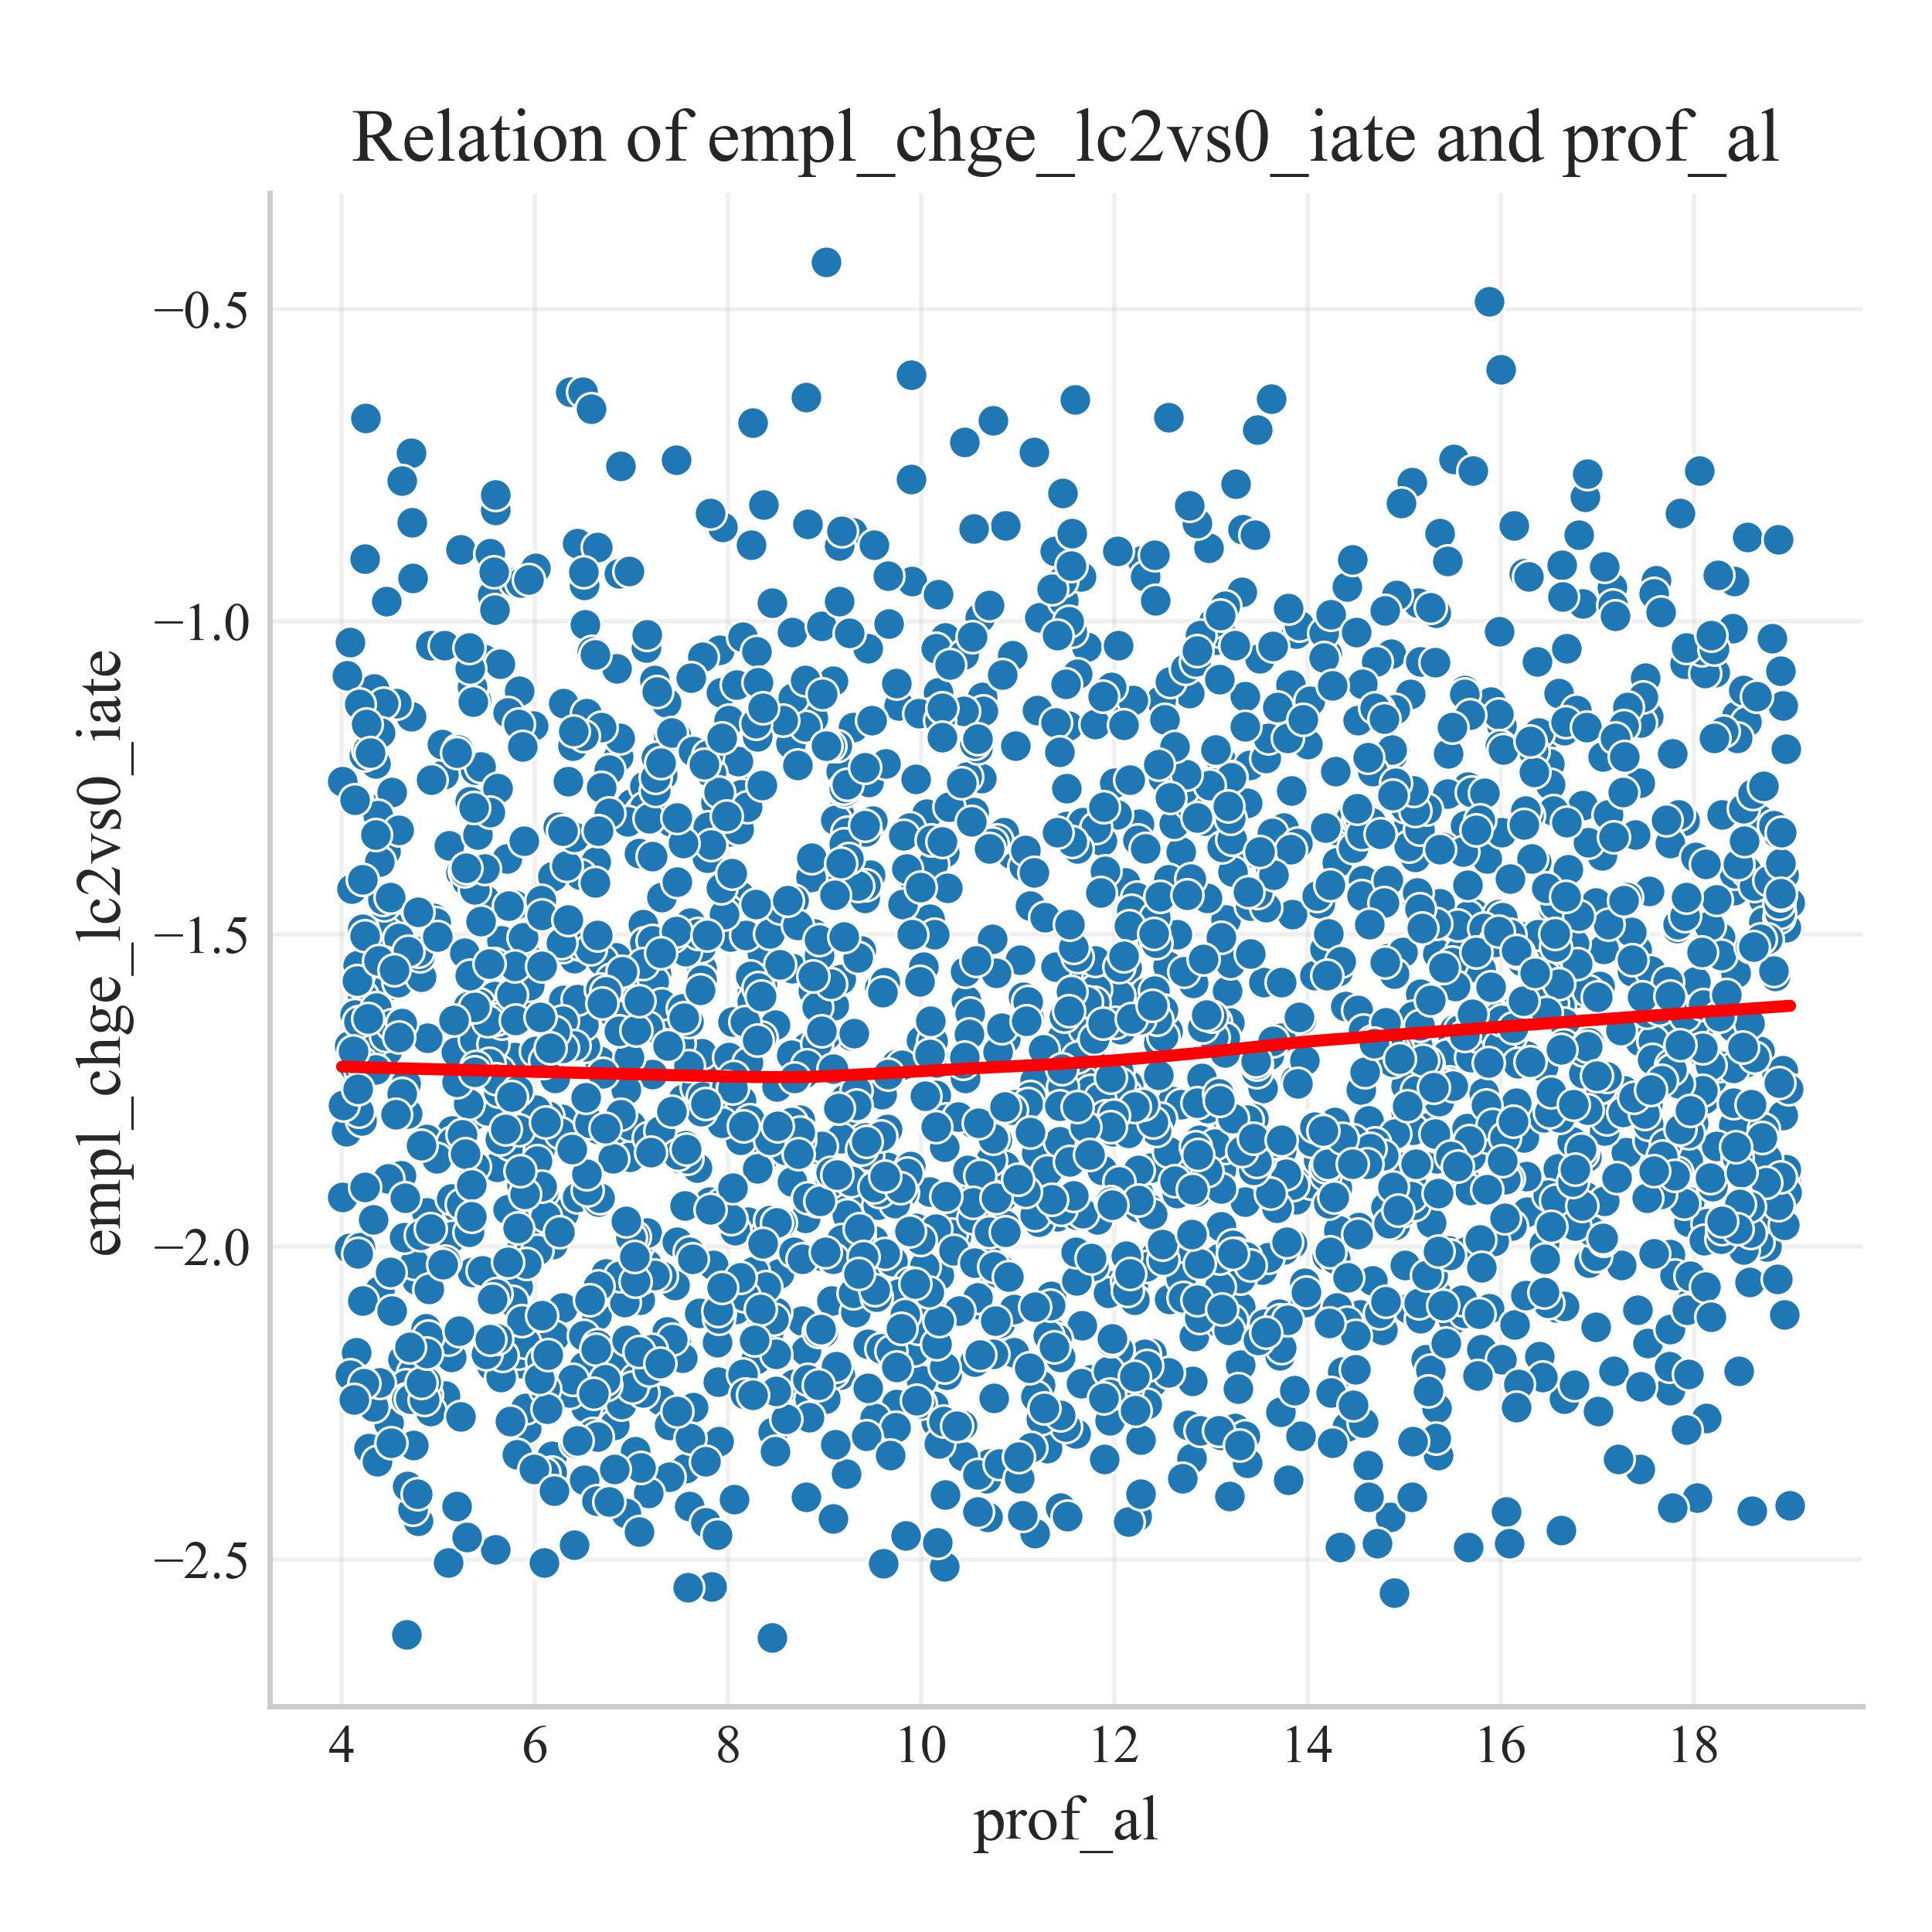 Relation of empl_chge_lc2vs0_iate and prof_al
−0.5
−1.0
−1.5
−2.0
−2.5
empl_chge_lc2vs0_iate
4 6 8 10 12 14 16 18
prof_al